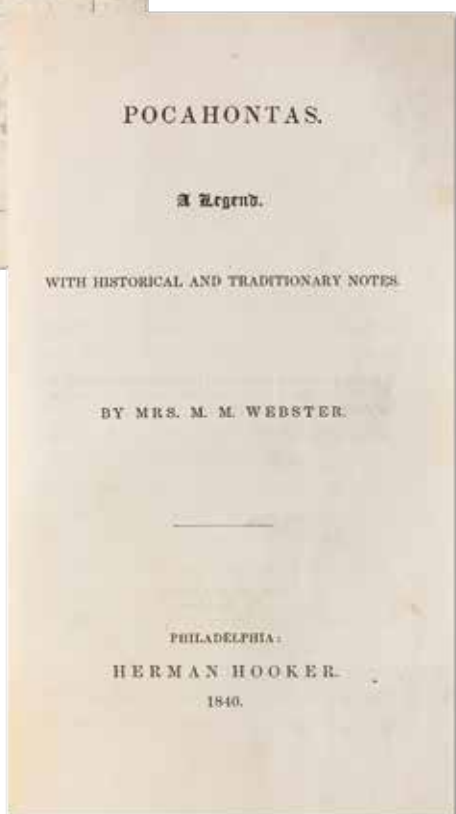 POCAHONTAS.
A Legend.
WITH HISTORICAL AND TRADITIONARY NOTES.
BY MRS. M. M. WEBSTER.
PHILADELPHIA:
HERMAN HOOKER.
1840.